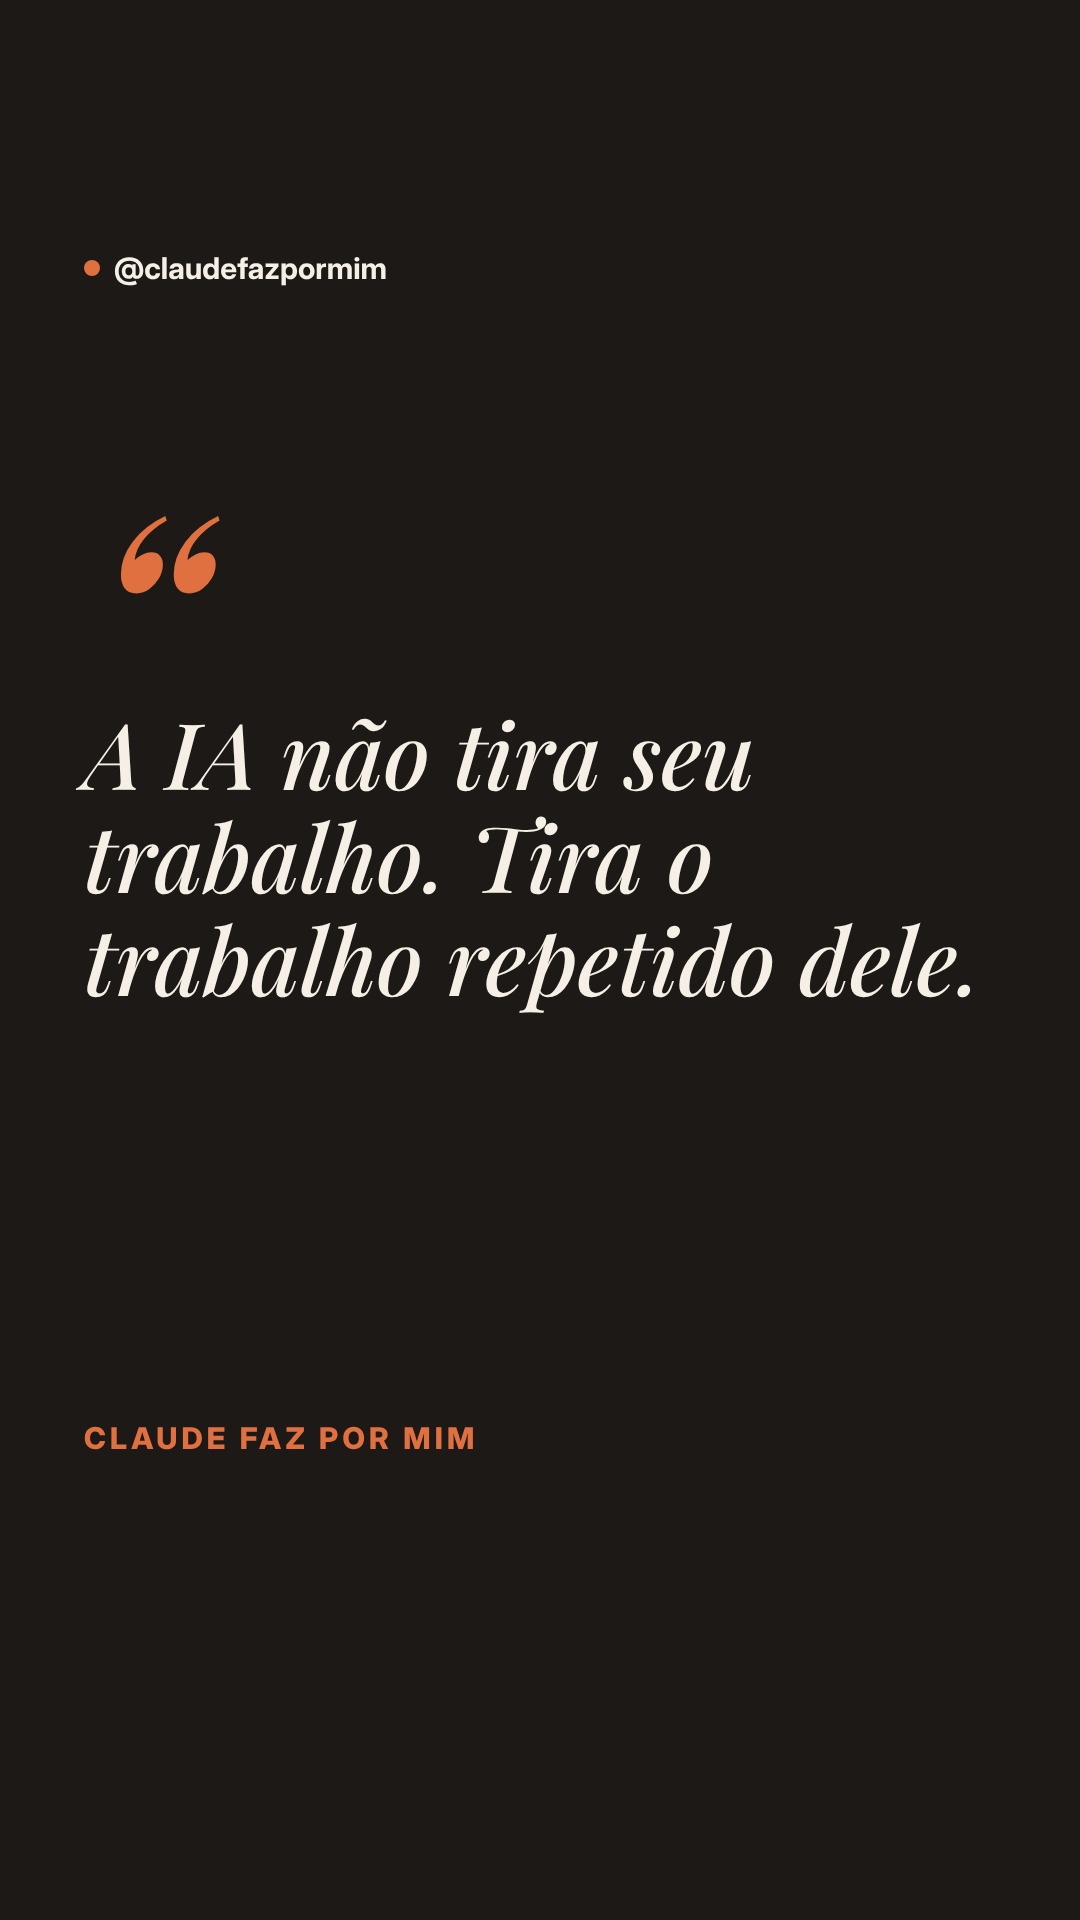 @claudefazpormim
“
A IA não tira seu
trabalho. Tira o
trabalho repetido dele.
CLAUDE FAZ POR MIM